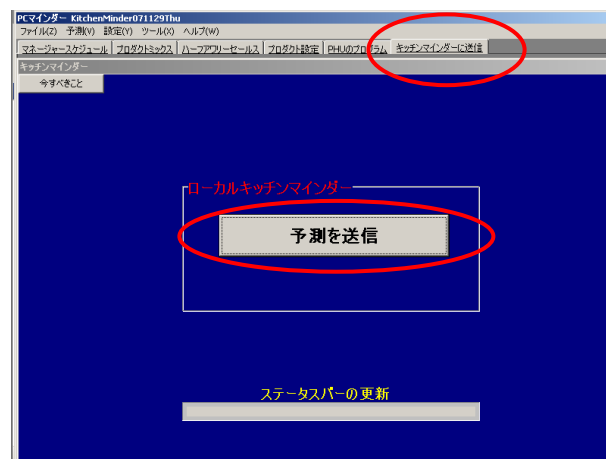 PCマインダー KitchenMinder071129Thu
ファイル(Z) 予測(V) 設定(Y) ツール(X) ヘルプ(W)
マネージャースケジュール プロダクトミックス ハーフアワリーセールス プロダクト設定 PHUのプログラム キッチンマインダーに送信
キッチンマインダー
今すべきこと
ローカルキッチンマインダー
予測を送信
ステータスバーの更新